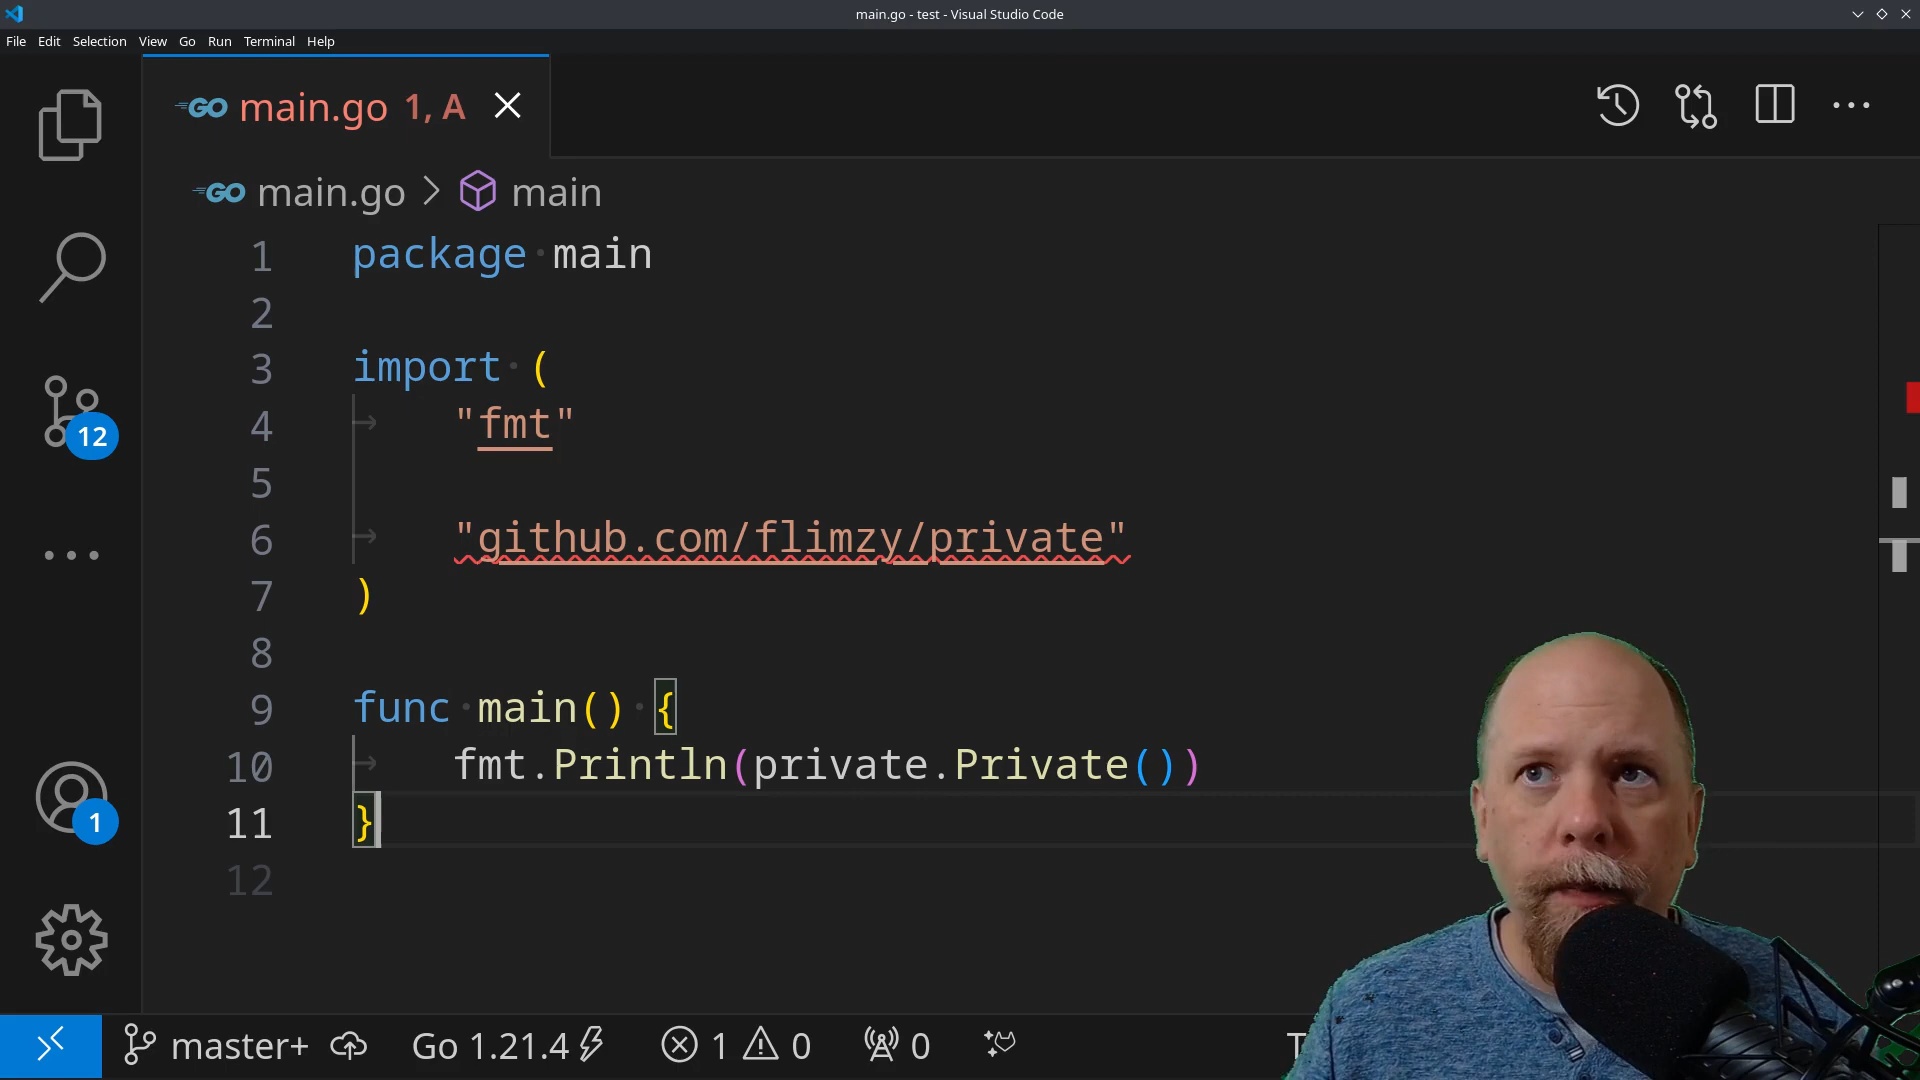 main.go - test - Visual Studio Code
File Edit Selection View Go Run Terminal Help
GO main.go 1, A
GO main.go > main
1 package main
2
3 import (
4 "fmt"
5
6 "github.com/flimzy/private"
7 )
8
9 func main() {
10 fmt.Println(private.Private())
11 }
12
12
1
master+ Go 1.21.4 1 0 0